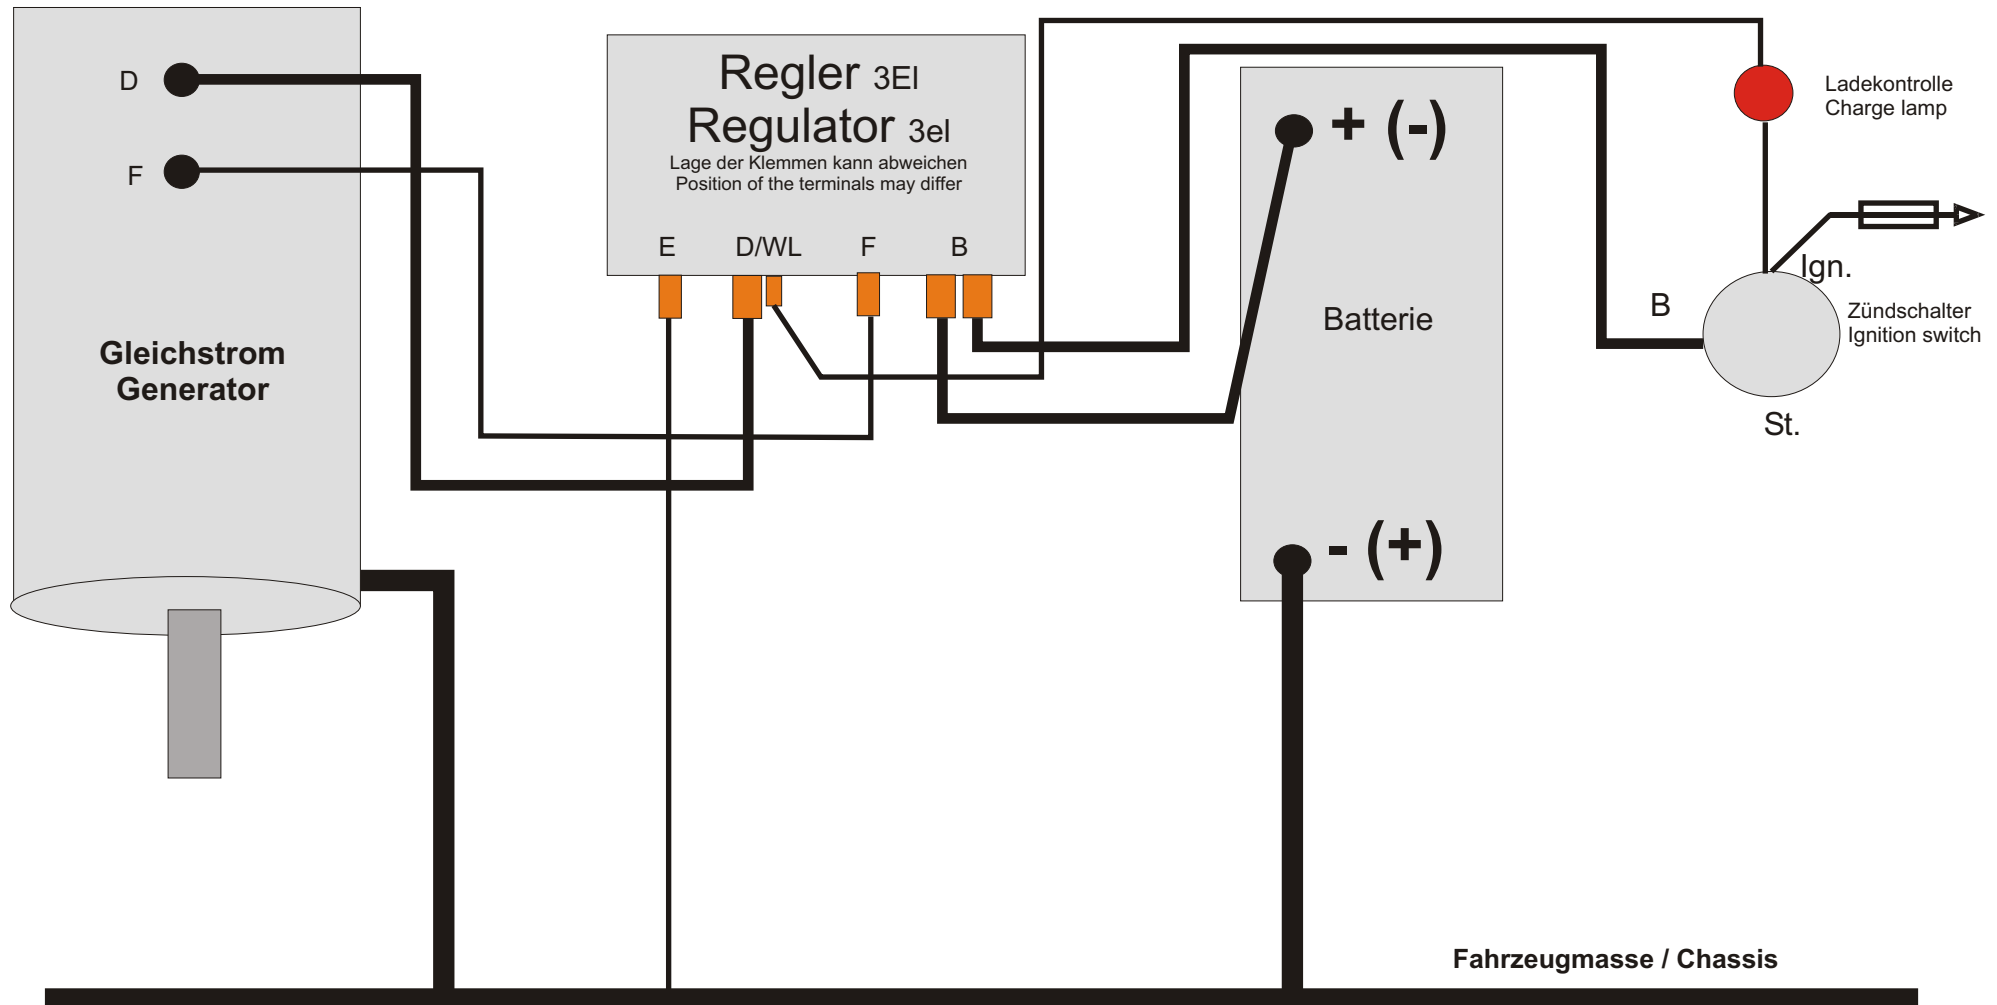 D
F
Gleichstrom
Generator
Regler 3El
Regulator 3el
Lage der Klemmen kann abweichen
Position of the terminals may differ
E D/WL F B
+ (-)
Batterie
- (+)
Ladekontrolle
Charge lamp
Ign.
B
Zündschalter
Ignition switch
St.
Fahrzeugmasse / Chassis